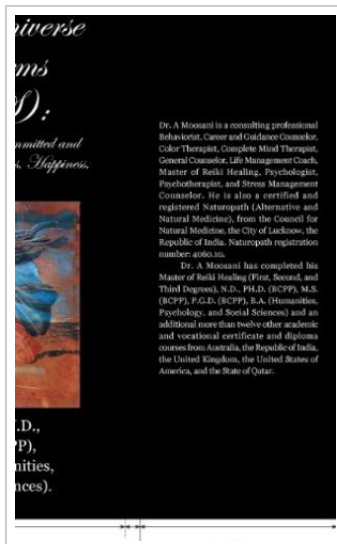 niverse
ms
):
mmitted and
s, Happiness,
Dr. A Moosani is a consulting professional
Behaviorist, Career and Guidance Counselor,
Color Therapist, Complete Mind Therapist,
General Counselor, Life Management Coach,
Master of Reiki Healing, Psychologist,
Psychotherapist, and Stress Management
Counselor. He is also a certified and
registered Naturopath (Alternative and
Natural Medicine), from the Council for
Natural Medicine, the City of Lucknow, the
Republic of India. Naturopath registration
number: 4060.10.
Dr. A Moosani has completed his
Master of Reiki Healing (First, Second, and
Third Degrees), N.D., PH.D. (BCPP), M.S.
(BCPP), P.G.D. (BCPP), B.A. (Humanities,
Psychology, and Social Sciences) and an
additional more than twelve other academic
and vocational certificate and diploma
courses from Australia, the Republic of India,
the United Kingdom, the United States of
America, and the State of Qatar.
.D.,
PP),
nities,
nces).